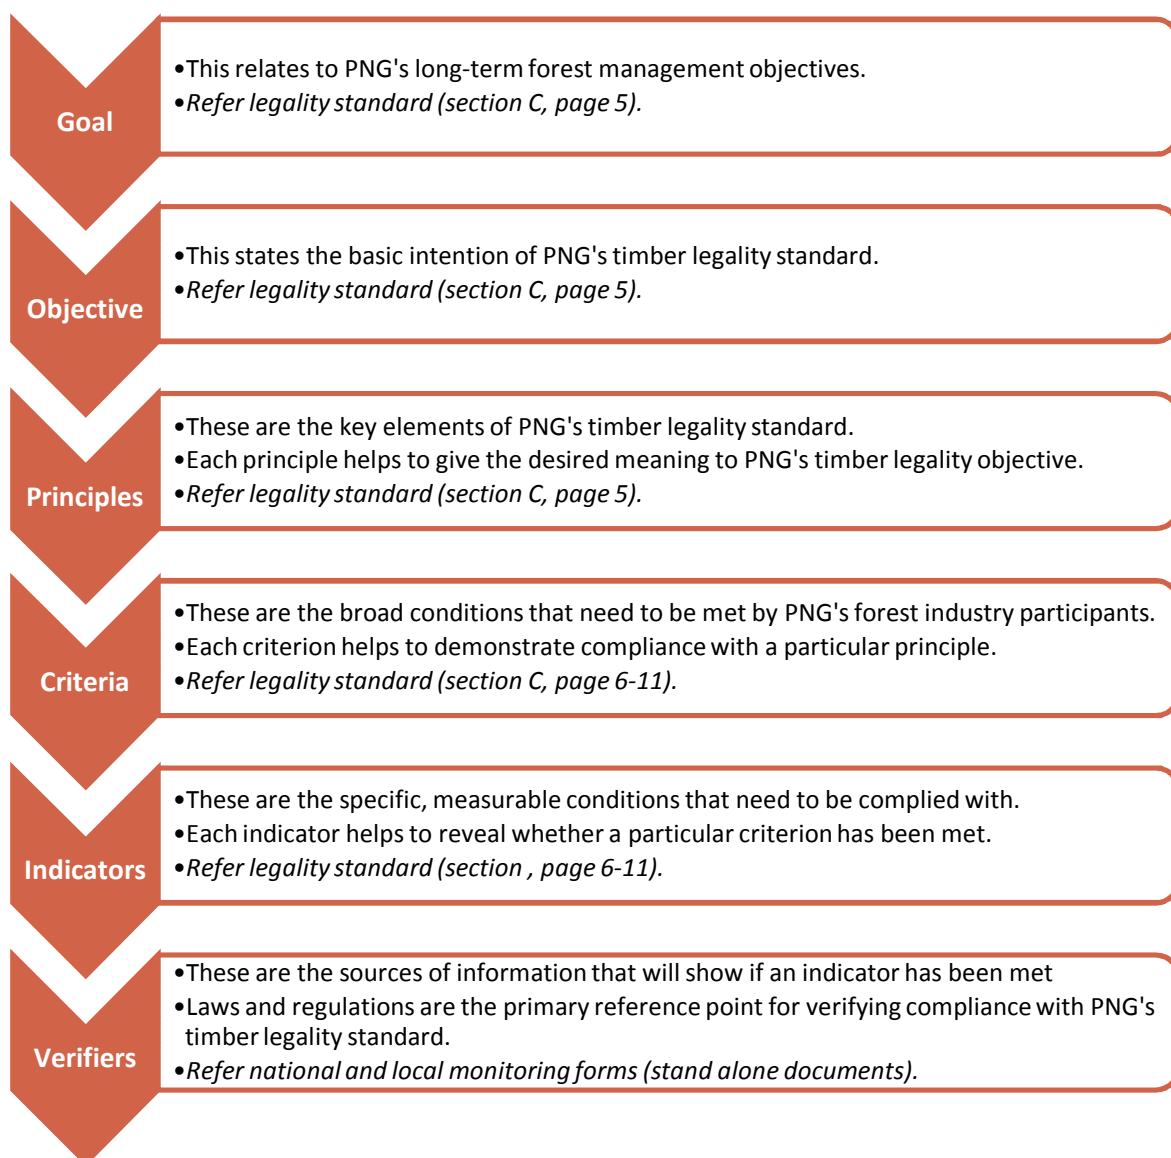 Goal
•This relates to PNG's long-term forest management objectives.
•Refer legality standard (section C, page 5).
Objective
•This states the basic intention of PNG's timber legality standard.
•Refer legality standard (section C, page 5).
Principles
•These are the key elements of PNG's timber legality standard.
•Each principle helps to give the desired meaning to PNG's timber legality objective.
•Refer legality standard (section C, page 5).
Criteria
•These are the broad conditions that need to be met by PNG's forest industry participants.
•Each criterion helps to demonstrate compliance with a particular principle.
•Refer legality standard (section C, page 6-11).
Indicators
•These are the specific, measurable conditions that need to be complied with.
•Each indicator helps to reveal whether a particular criterion has been met.
•Refer legality standard (section , page 6-11).
Verifiers
•These are the sources of information that will show if an indicator has been met
•Laws and regulations are the primary reference point for verifying compliance with PNG's
timber legality standard.
•Refer national and local monitoring forms (stand alone documents).